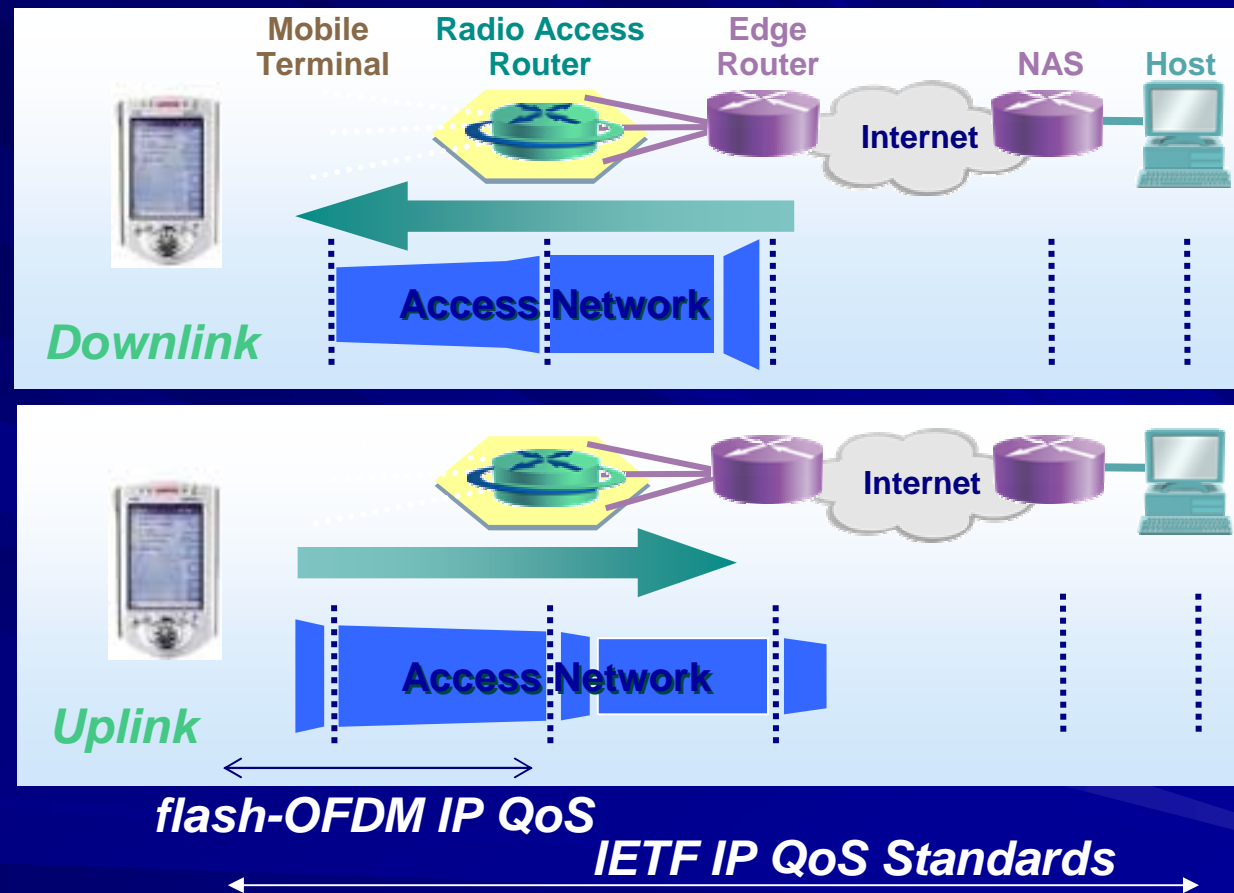 Mobile
Terminal
Radio Access
Router
Edge
Router
NAS
Host
Internet
Access Network
Downlink
Internet
Access Network
Uplink
flash-OFDM IP QoS
IETF IP QoS Standards